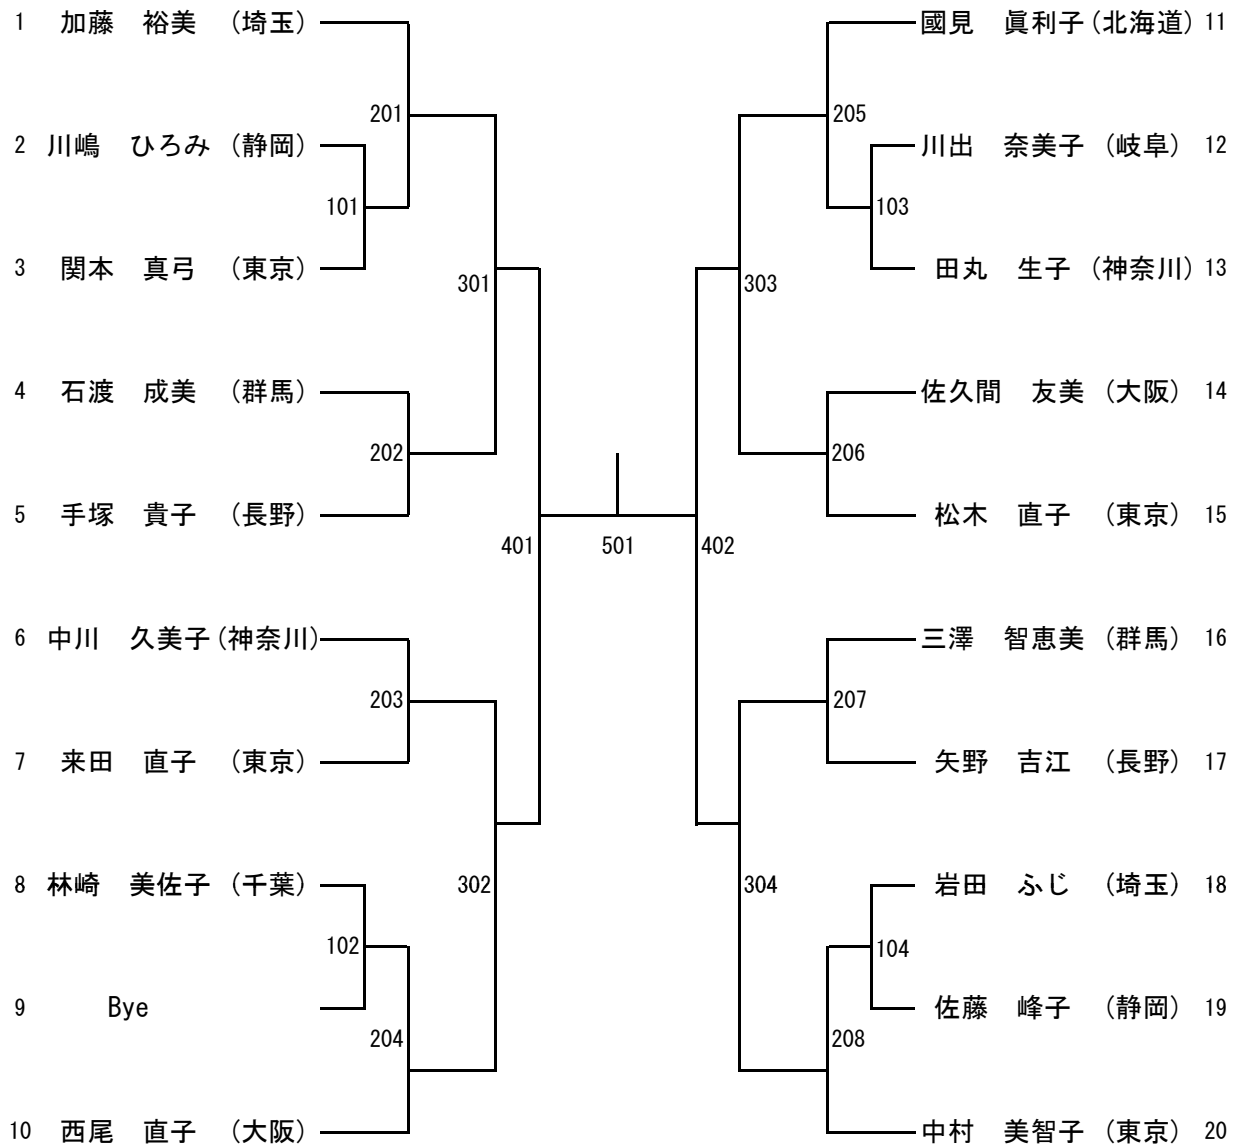 1 加藤 裕美 (埼玉)
國見 眞利子(北海道) 11
201
205
2 川嶋 ひろみ (静岡)
川出 奈美子 (岐阜) 12
101
103
3 関本 真弓 (東京)
田丸 生子 (神奈川) 13
301
303
4 石渡 成美 (群馬)
佐久間 友美 (大阪) 14
202
206
5 手塚 貴子 (長野)
松木 直子 (東京) 15
401
501
402
6 中川 久美子(神奈川)
三澤 智恵美 (群馬) 16
203
207
7 来田 直子 (東京)
矢野 吉江 (長野) 17
8 林崎 美佐子 (千葉)
302
304
岩田 ふじ (埼玉) 18
102
104
9 Bye
佐藤 峰子 (静岡) 19
204
208
10 西尾 直子 (大阪)
中村 美智子 (東京) 20